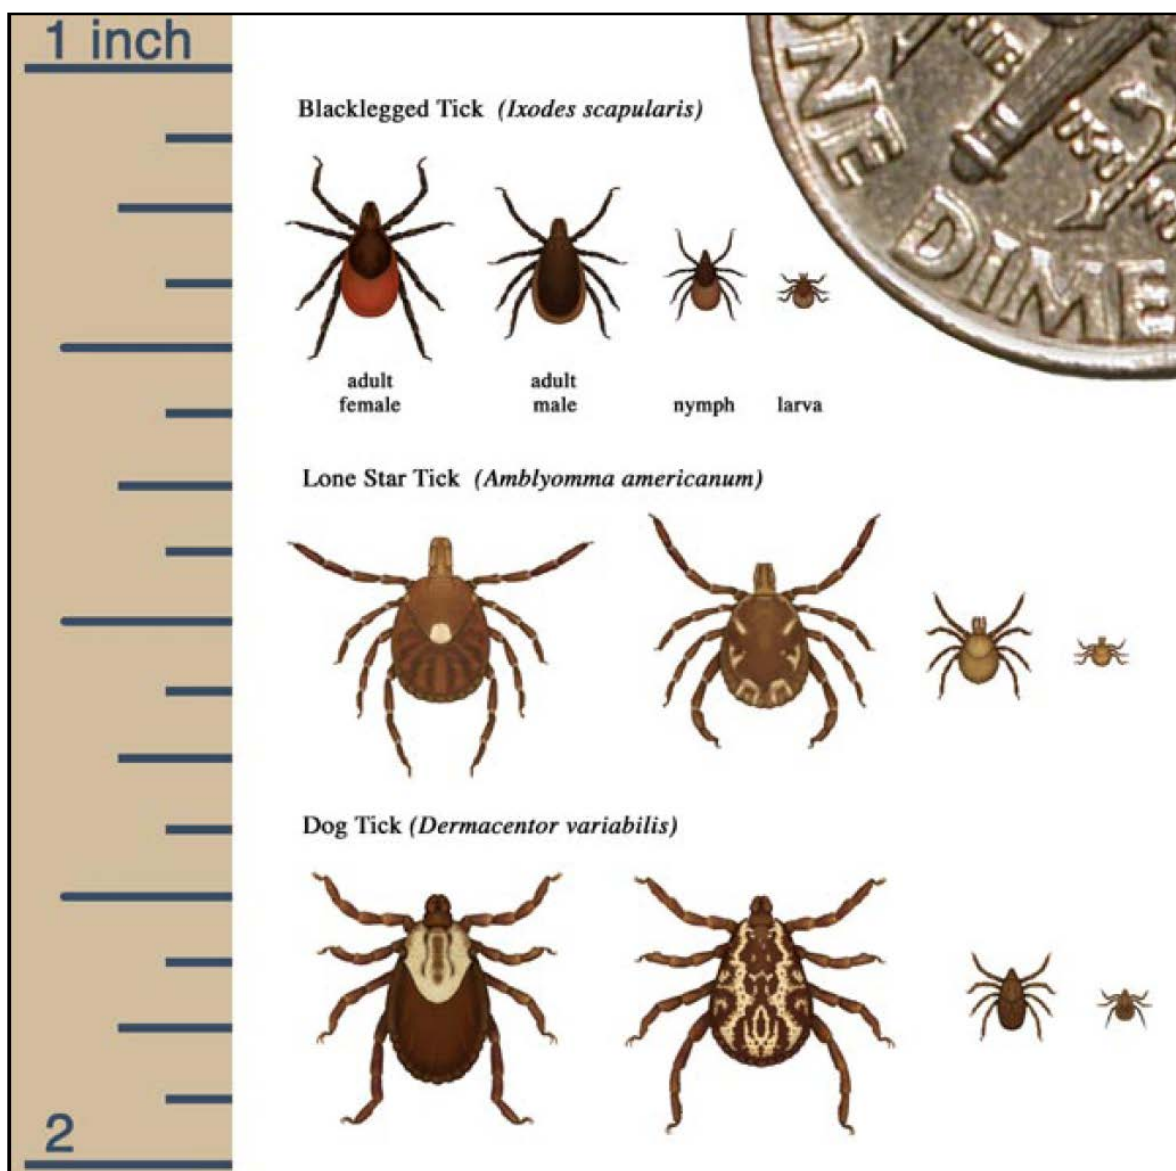 1 inch
Blacklegged Tick (Ixodes scapularis)
adult
female
adult
male
nymph
larva
Lone Star Tick (Amblyomma americanum)
Dog Tick (Dermacentor variabilis)
2
ONE DIME